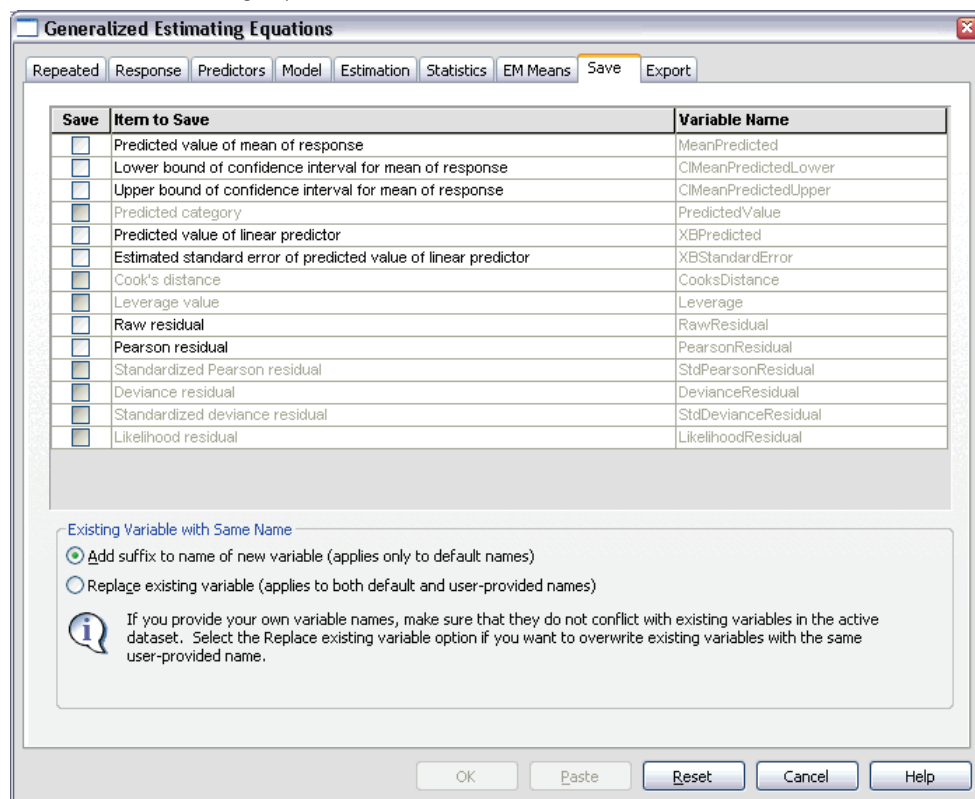 Generalized Estimating Equations
Repeated Response Predictors Model Estimation Statistics EM Means Save Export
Save Item to Save Variable Name
Predicted value of mean of response MeanPredicted
Lower bound of confidence interval for mean of response CIMeanPredictedLower
Upper bound of confidence interval for mean of response CIMeanPredictedUpper
Predicted category PredictedValue
Predicted value of linear predictor XBPredicted
Estimated standard error of predicted value of linear predictor XBStandardError
Cook's distance CooksDistance
Leverage value Leverage
Raw residual RawResidual
Pearson residual PearsonResidual
Standardized Pearson residual StdPearsonResidual
Deviance residual DevianceResidual
Standardized deviance residual StdDevianceResidual
Likelihood residual LikelihoodResidual
Existing Variable with Same Name
Add suffix to name of new variable (applies only to default names)
Replace existing variable (applies to both default and user-provided names)
If you provide your own variable names, make sure that they do not conflict with existing variables in the active
dataset. Select the Replace existing variable option if you want to overwrite existing variables with the same
user-provided name.
OK Paste Reset Cancel Help